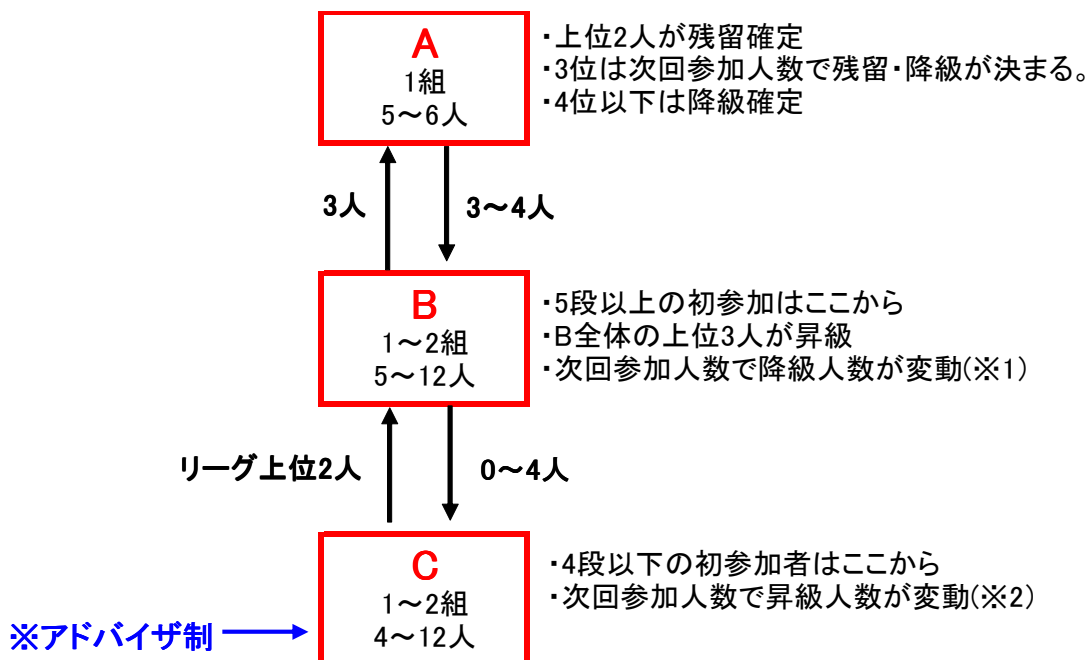 A
1組
5~6人
・上位2人が残留確定
・3位は次回参加人数で残留・降級が決まる。
・4位以下は降級確定
3人
3~4人
B
1~2組
5~12人
・5段以上の初参加はここから
・B全体の上位3人が昇級
・次回参加人数で降級人数が変動(※1)
リーグ上位2人
0~4人
C
1~2組
4~12人
・4段以下の初参加者はここから
・次回参加人数で昇級人数が変動(※2)
※アドバイザ制